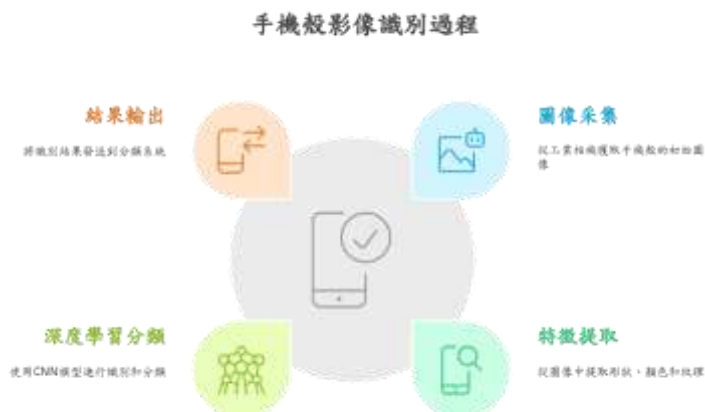 手機殼影像識別過程
結果輸出
將識別結果發送到分類系統
圖像采集
從工業相機獲取手機殼的初始圖
像
深度學習分類
使用CNN模型進行識別和分類
特徵提取
從圖像中提取形狀、顏色和紋理